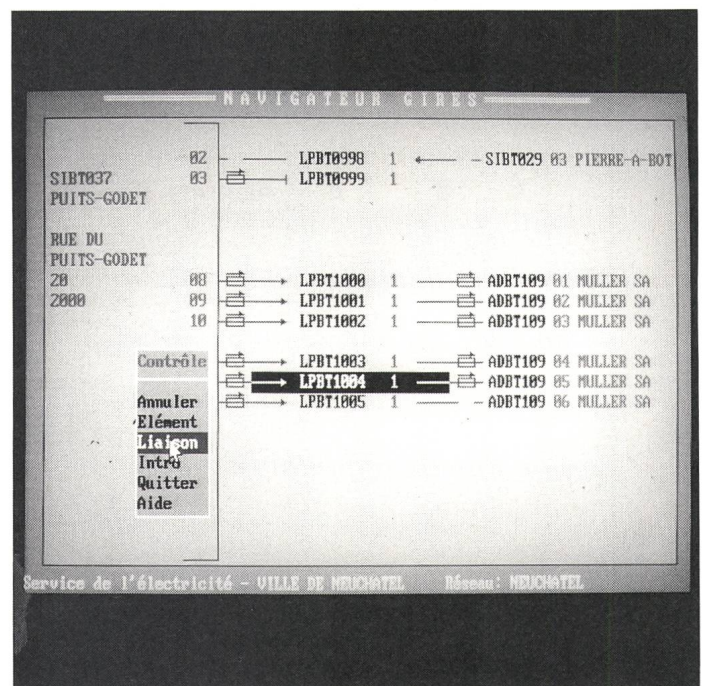 NAVIGATEUR GIRES
02 LPBT0998 1 SIBT029 03 PIERRE-A-BOT
SIBT037 03 LPBT0999 1
PUITS-GODET
RUE DU
PUITS-GODET
20 08 LPBT1000 1 ADBT109 01 MULLER SA
2000 09 LPBT1001 1 ADBT109 02 MULLER SA
10 LPBT1002 1 ADBT109 03 MULLER SA
Contrôle LPBT1003 1 ADBT109 04 MULLER SA
LPBT1004 1 ADBT109 05 MULLER SA
Annuler LPBT1005 1 ADBT109 06 MULLER SA
Elément
Liaison
Intro
Quitter
Aide
Service de l'électricité - VILLE DE NEUCHATEL Réseau: NEUCHATEL